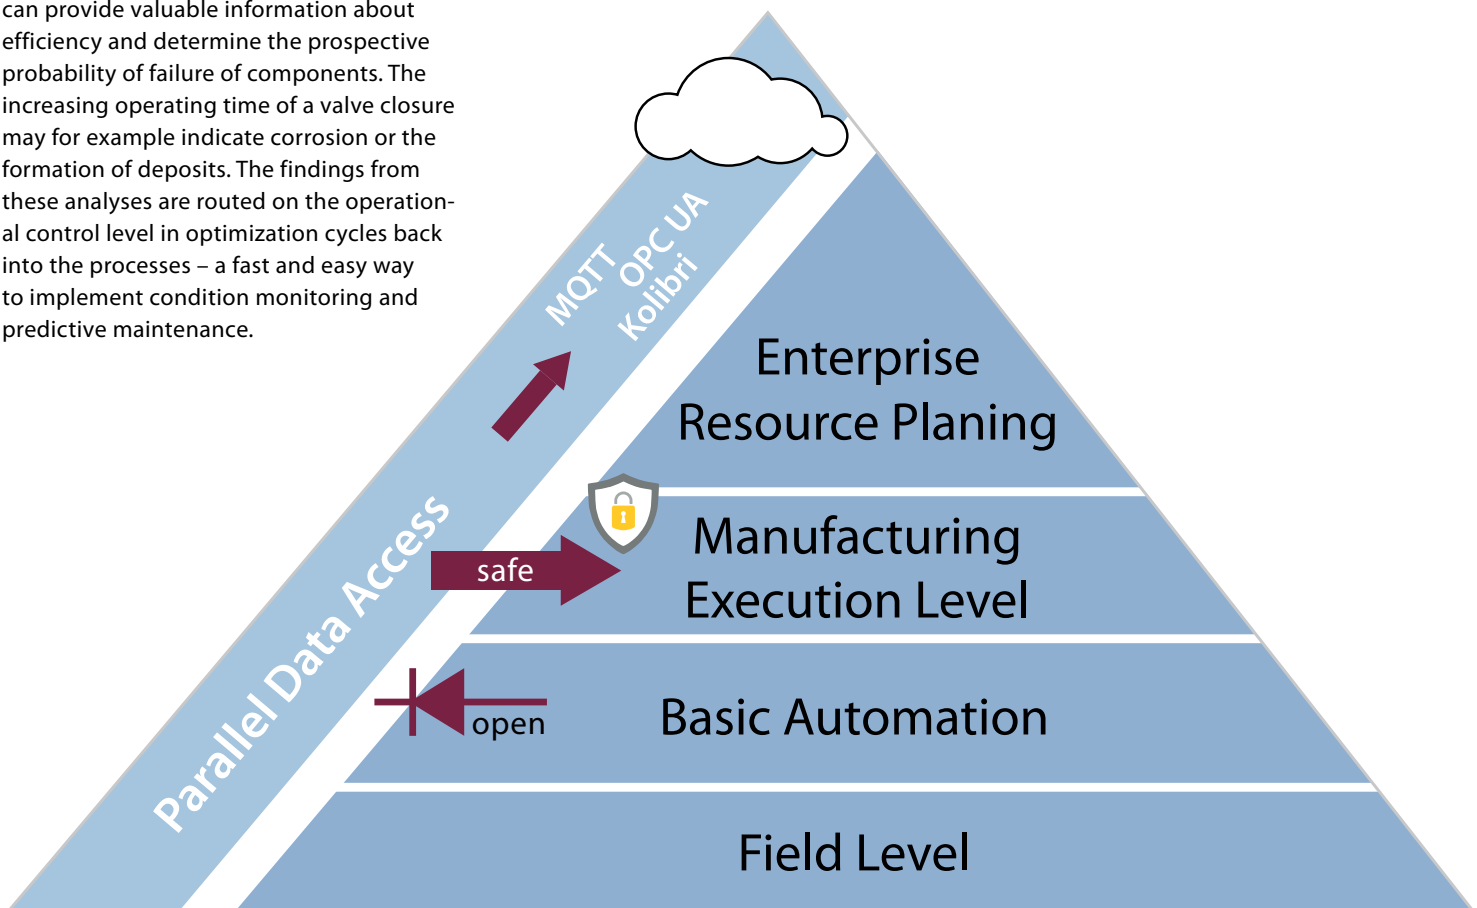 can provide valuable information about
efficiency and determine the prospective
probability of failure of components. The
increasing operating time of a valve closure
may for example indicate corrosion or the
formation of deposits. The findings from
these analyses are routed on the operation-
al control level in optimization cycles back
into the processes – a fast and easy way
to implement condition monitoring and
predictive maintenance.
MQTT
OPC UA
Kolibri
Parallel Data Access
Enterprise
Resource Planing
safe
Manufacturing
Execution Level
open
Basic Automation
Field Level